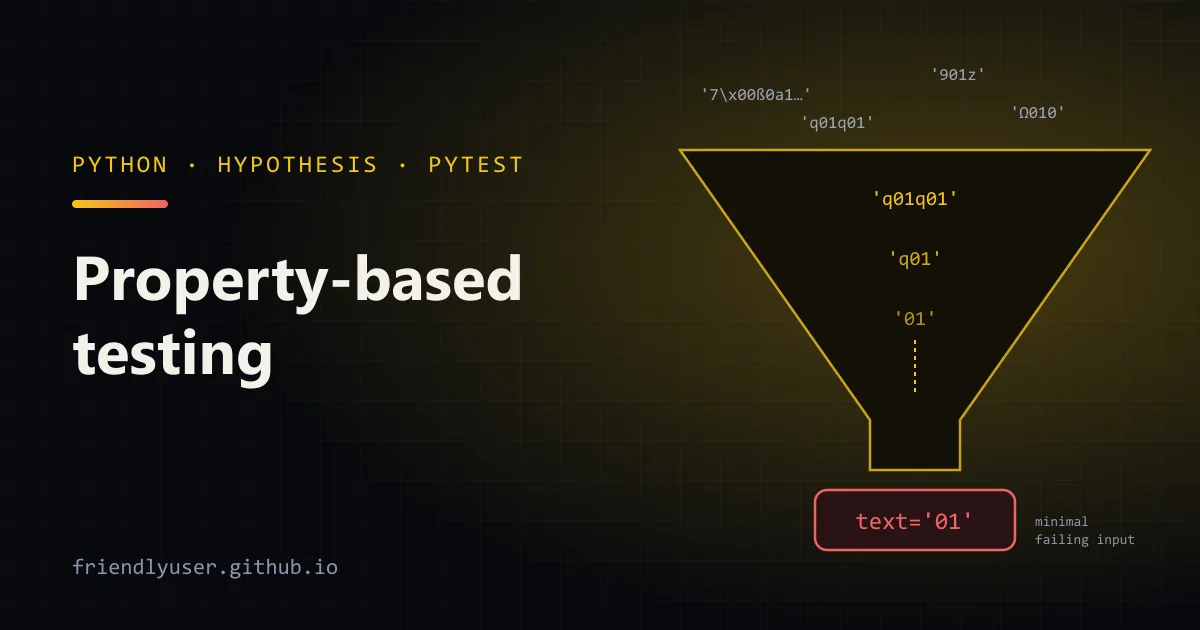 PYTHON · HYPOTHESIS · PYTEST
Property-based
testing
friendlyuser.github.io
'901z'
'7\x00ß0a1…'
'Ω010'
'q01q01'
'q01q01'
'q01'
'01'
text='01'
minimal
failing input